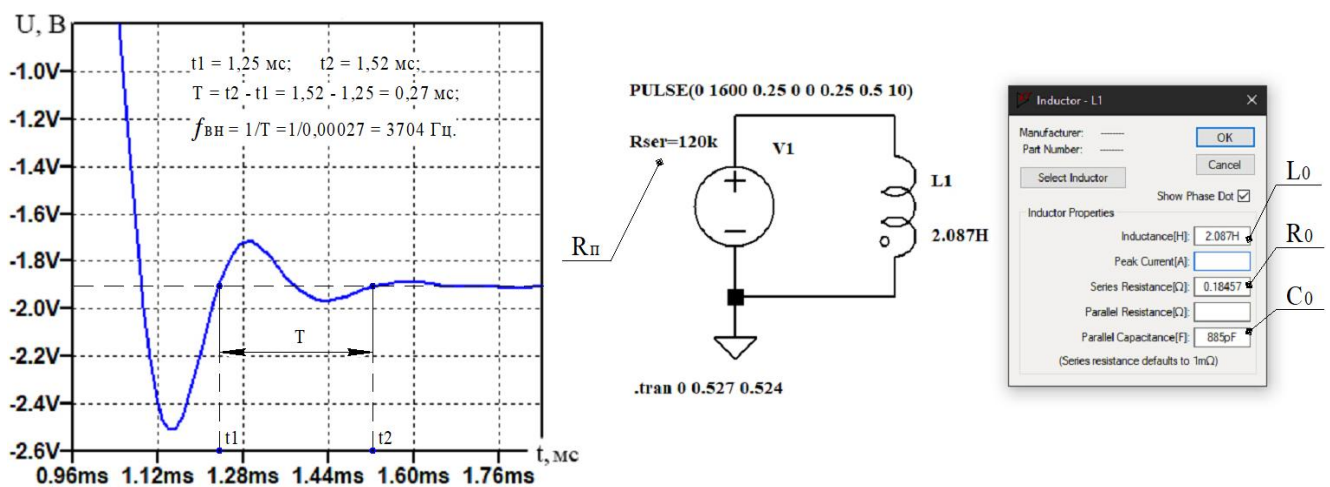 U, В
-1.0V
-1.2V
-1.4V
-1.6V
-1.8V
-2.0V
-2.2V
-2.4V
-2.6V
t1 = 1,25 мс; t2 = 1,52 мс;
T = t2 - t1 = 1,52 - 1,25 = 0,27 мс;
fВН = 1/T =1/0,00027 = 3704 Гц.
T
t1
t2
t, мс
0.96ms 1.12ms 1.28ms 1.44ms 1.60ms 1.76ms
PULSE(0 1600 0.25 0 0 0.25 0.5 10)
Rser=120k
V1
Rп
L1
2.087H
.tran 0 0.527 0.524
Inductor - L1
Manufacturer: --------
Part Number: --------
OK
Cancel
Select Inductor
Show Phase Dot
Inductor Properties
Inductance[H]: 2.087H
Peak Current[A]:
Series Resistance[Ω]: 0.18457
Parallel Resistance[Ω]:
Parallel Capacitance[F]: 885pF
(Series resistance defaults to 1mΩ)
L0
R0
C0